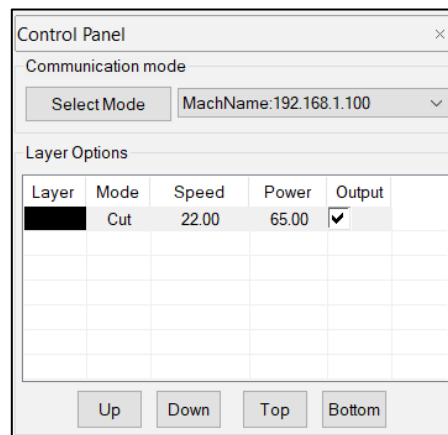 Control Panel
Communication mode
Select Mode MachName:192.168.1.100
Layer Options
Layer Mode Speed Power Output
Cut 22.00 65.00
Up Down Top Bottom